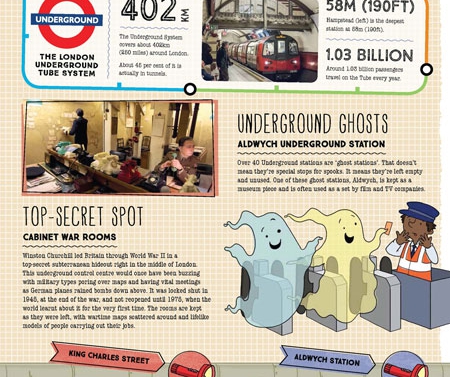 UNDERGROUND
THE LONDON
UNDERGROUND
TUBE SYSTEM
402 KM
The Underground System
covers about 402km
(250 miles) around London.
About 45 per cent of it is
actually in tunnels.
58M (190FT)
Hampstead (left) is the deepest
station at 58m (190ft).
1.03 BILLION
Around 1.03 billion passengers
travel on the Tube every year.
UNDERGROUND GHOSTS
ALDWYCH UNDERGROUND STATION
Over 40 Underground stations are 'ghost stations'. That doesn't
mean they're special stops for spooks. It means they're left empty
and unused. One of these ghost stations, Aldwych, is kept as a
museum piece and is often used as a set by film and TV companies.
TOP-SECRET SPOT
CABINET WAR ROOMS
Winston Churchill led Britain through World War II in a
top-secret subterranean hideout right in the middle of London.
This underground control centre would once have been buzzing
with military types poring over maps and having vital meetings
as German planes rained bombs down above. It was locked shut in
1945, at the end of the war, and not reopened until 1975, when the
world learnt about it for the very first time. The rooms are kept
as they were left, with wartime maps scattered around and lifelike
models of people carrying out their jobs.
KING CHARLES STREET
ALDWYCH STATION